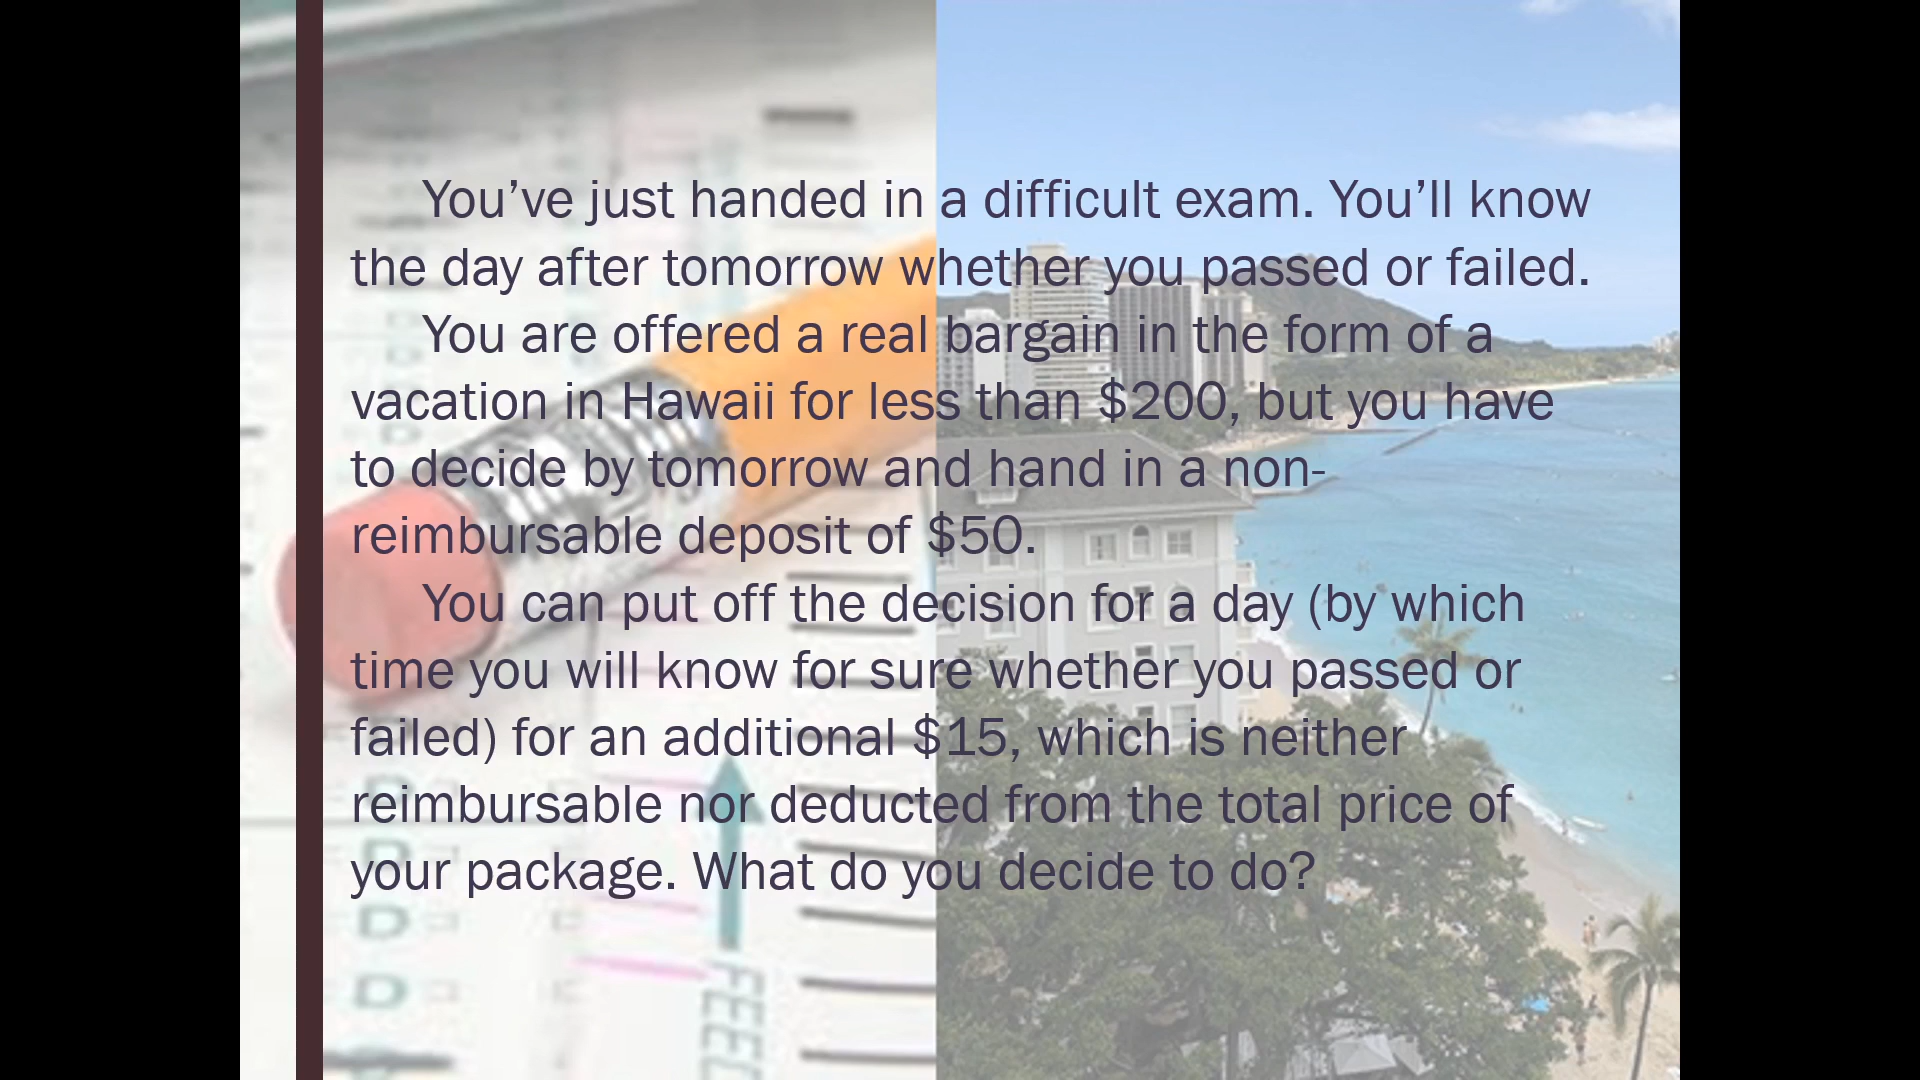 You’ve just handed in a difficult exam. You’ll know
the day after tomorrow whether you passed or failed.
You are offered a real bargain in the form of a
vacation in Hawaii for less than $200, but you have
to decide by tomorrow and hand in a non-
reimbursable deposit of $50.
You can put off the decision for a day (by which
time you will know for sure whether you passed or
failed) for an additional $15, which is neither
reimbursable nor deducted from the total price of
your package. What do you decide to do?
D
D
D
FEED